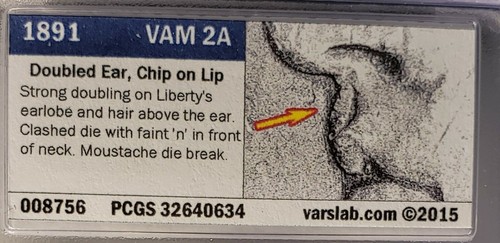 1891 VAM 2A
Doubled Ear, Chip on Lip
Strong doubling on Liberty's
earlobe and hair above the ear.
Clashed die with faint 'n' in front
of neck. Moustache die break.
008756 PCGS 32640634 varslab.com ©2015